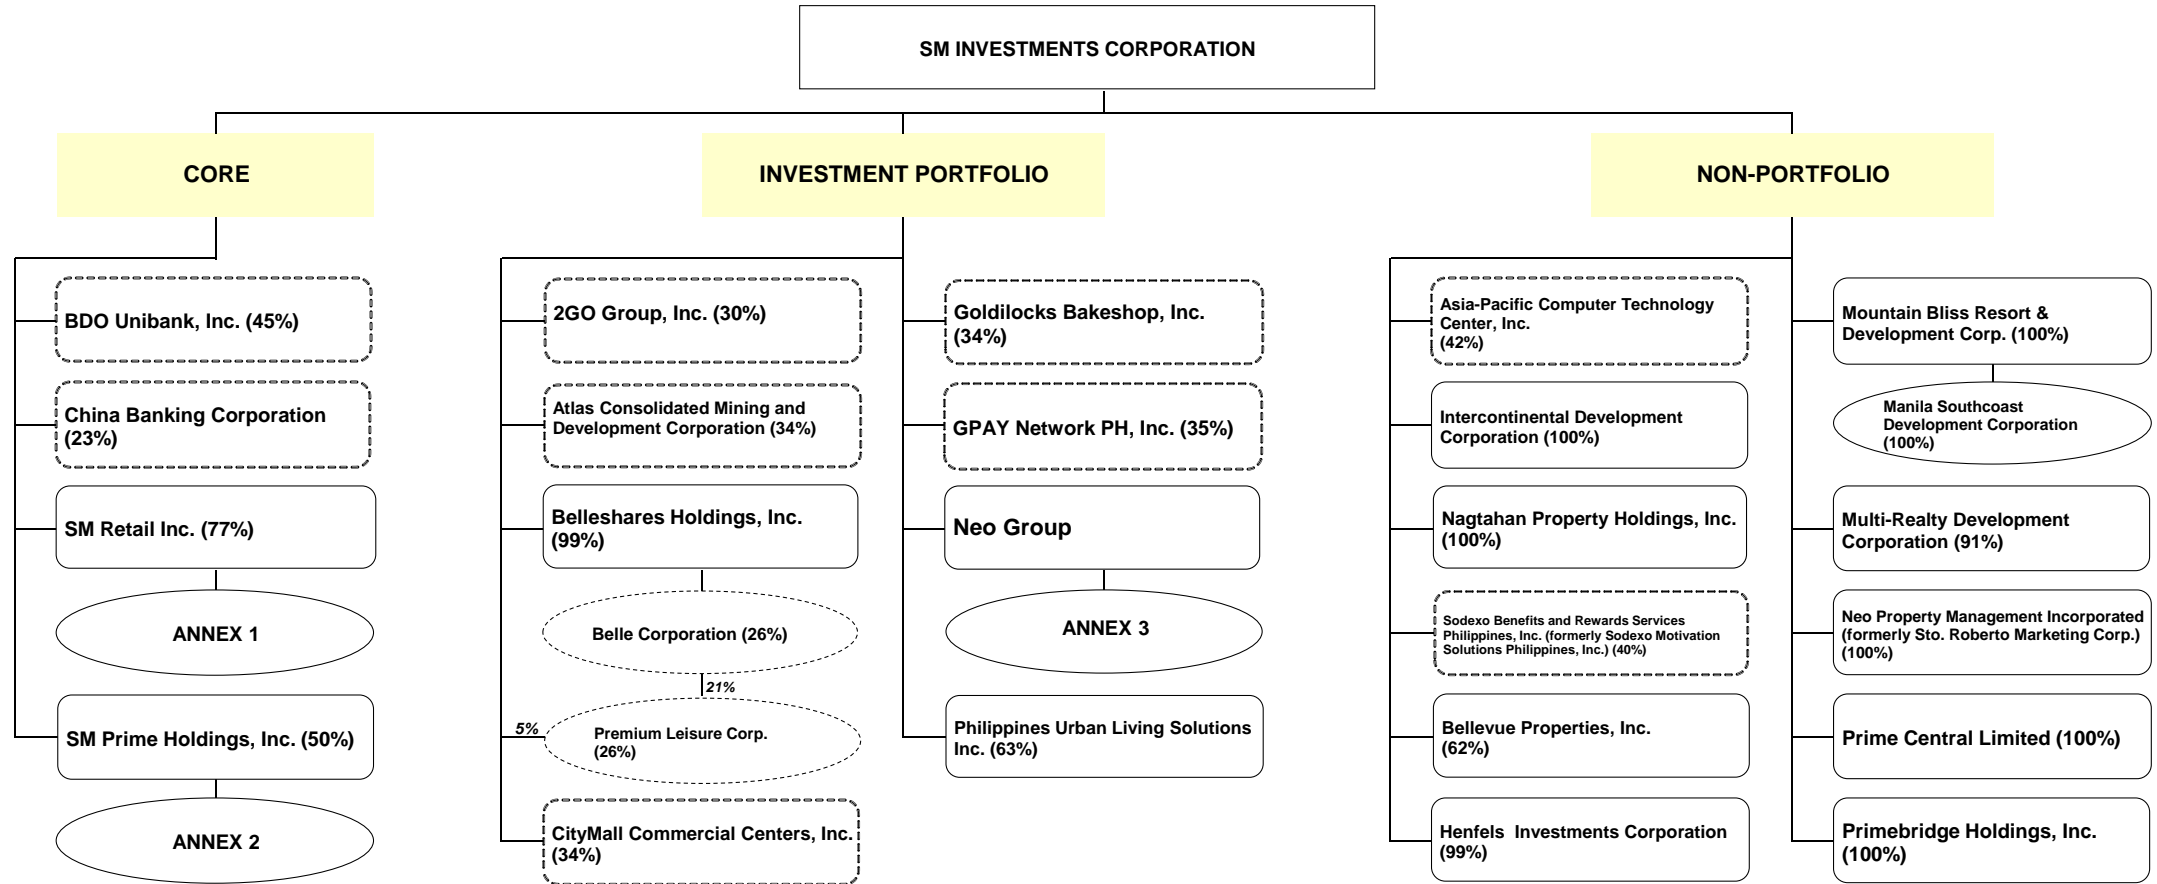 SM INVESTMENTS CORPORATION
CORE
INVESTMENT PORTFOLIO
NON-PORTFOLIO
BDO Unibank, Inc. (45%)
China Banking Corporation
(23%)
SM Retail Inc. (77%)
ANNEX 1
SM Prime Holdings, Inc. (50%)
ANNEX 2
2GO Group, Inc. (30%)
Atlas Consolidated Mining and
Development Corporation (34%)
Belleshares Holdings, Inc.
(99%)
Belle Corporation (26%)
21%
5%
Premium Leisure Corp.
(26%)
CityMall Commercial Centers, Inc.
(34%)
Goldilocks Bakeshop, Inc.
(34%)
GPAY Network PH, Inc. (35%)
Neo Group
ANNEX 3
Philippines Urban Living Solutions
Inc. (63%)
Asia-Pacific Computer Technology
Center, Inc.
(42%)
Intercontinental Development
Corporation (100%)
Nagtahan Property Holdings, Inc.
(100%)
Sodexo Benefits and Rewards Services
Philippines, Inc. (formerly Sodexo Motivation
Solutions Philippines, Inc.) (40%)
Bellevue Properties, Inc.
(62%)
Henfels  Investments Corporation
(99%)
Mountain Bliss Resort &
Development Corp. (100%)
Manila Southcoast
Development Corporation
(100%)
Multi-Realty Development
Corporation (91%)
Neo Property Management Incorporated
(formerly Sto. Roberto Marketing Corp.)
(100%)
Prime Central Limited (100%)
Primebridge Holdings, Inc.
(100%)